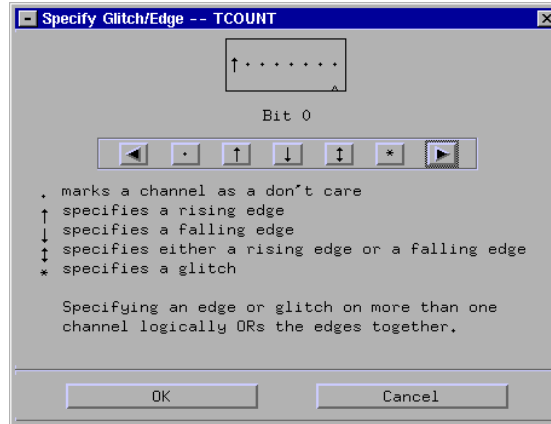 Specify Glitch/Edge -- TCOUNT
↑.......
Bit 0
. ↑ ↓ ↕ *
. marks a channel as a don't care
↑ specifies a rising edge
↓ specifies a falling edge
↕ specifies either a rising edge or a falling edge
* specifies a glitch
Specifying an edge or glitch on more than one
channel logically ORs the edges together.
OK Cancel